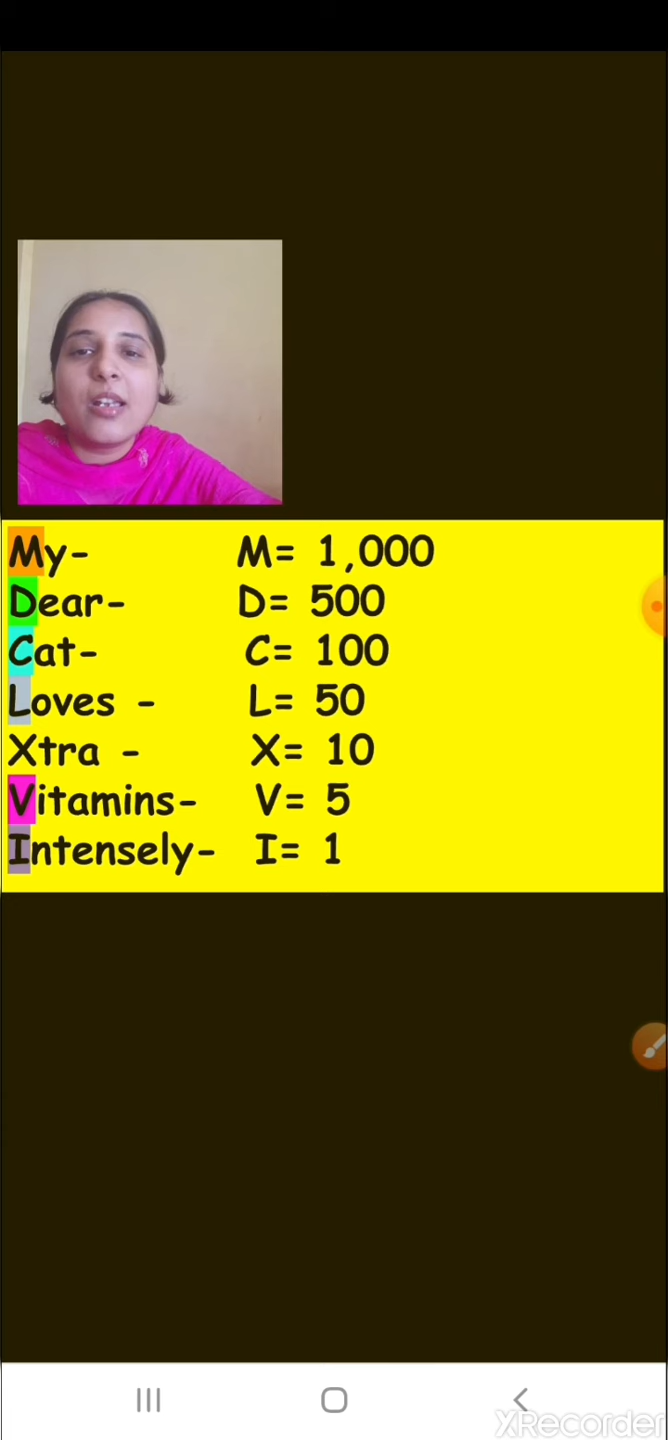 My- M= 1,000
Dear- D= 500
Cat- C= 100
Loves - L= 50
Xtra - X= 10
Vitamins- V= 5
Intensely- I= 1
XRecorder